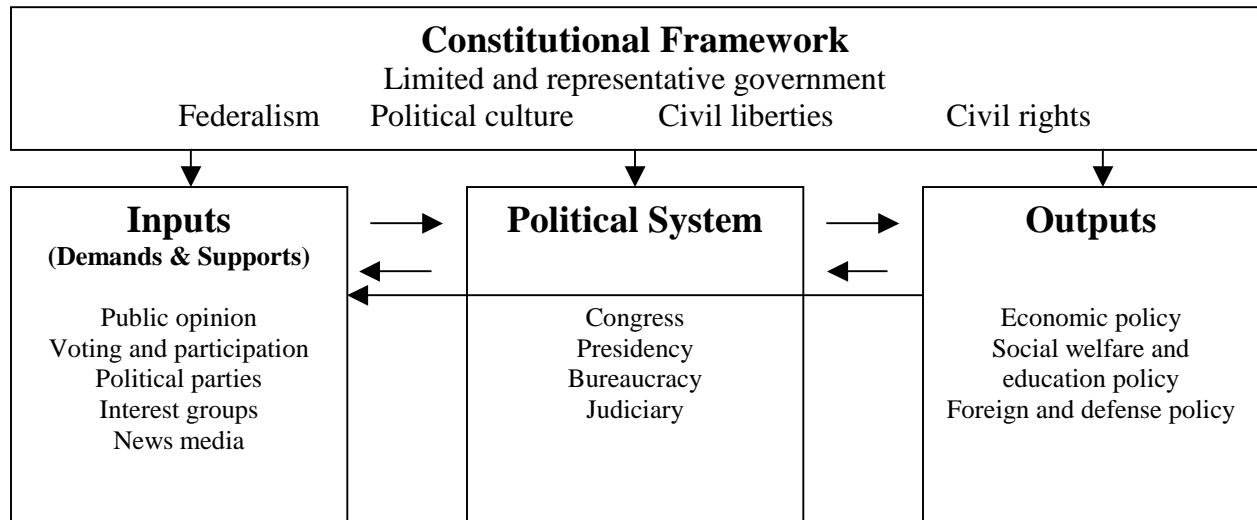 Constitutional Framework
Limited and representative government
Federalism Political culture Civil liberties Civil rights
Inputs
(Demands & Supports)
Public opinion
Voting and participation
Political parties
Interest groups
News media
Political System
Congress
Presidency
Bureaucracy
Judiciary
Outputs
Economic policy
Social welfare and
education policy
Foreign and defense policy